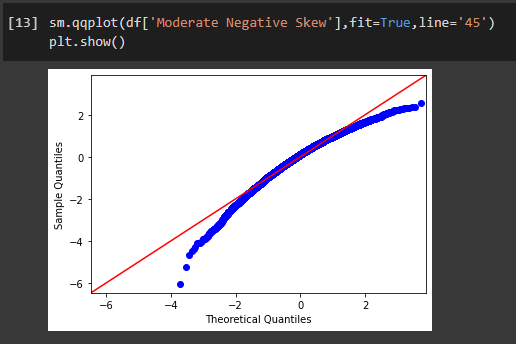 [13] sm.qqplot(df['Moderate Negative Skew'],fit=True,line='45')
plt.show()
2
0
−2
−4
−6
Sample Quantiles
−6 −4 −2 0 2
Theoretical Quantiles